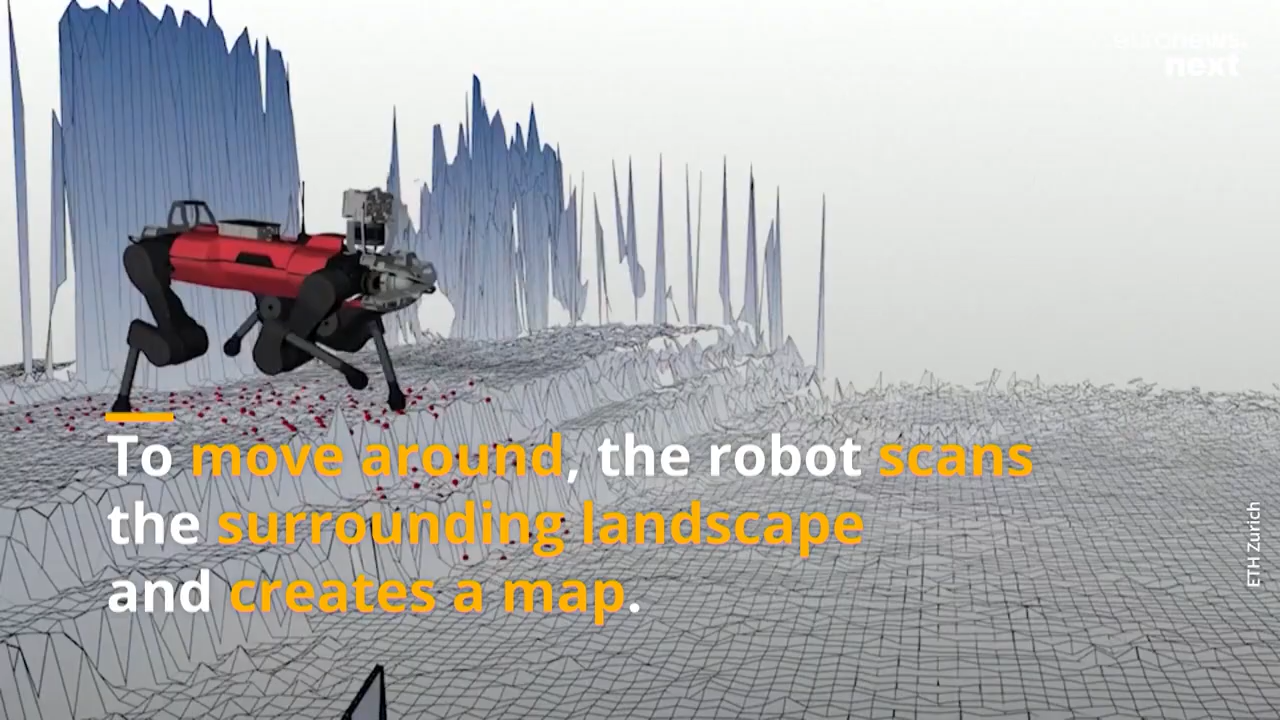 euronews.
next
To move around, the robot scans
the surrounding landscape
and creates a map.
ETH Zurich